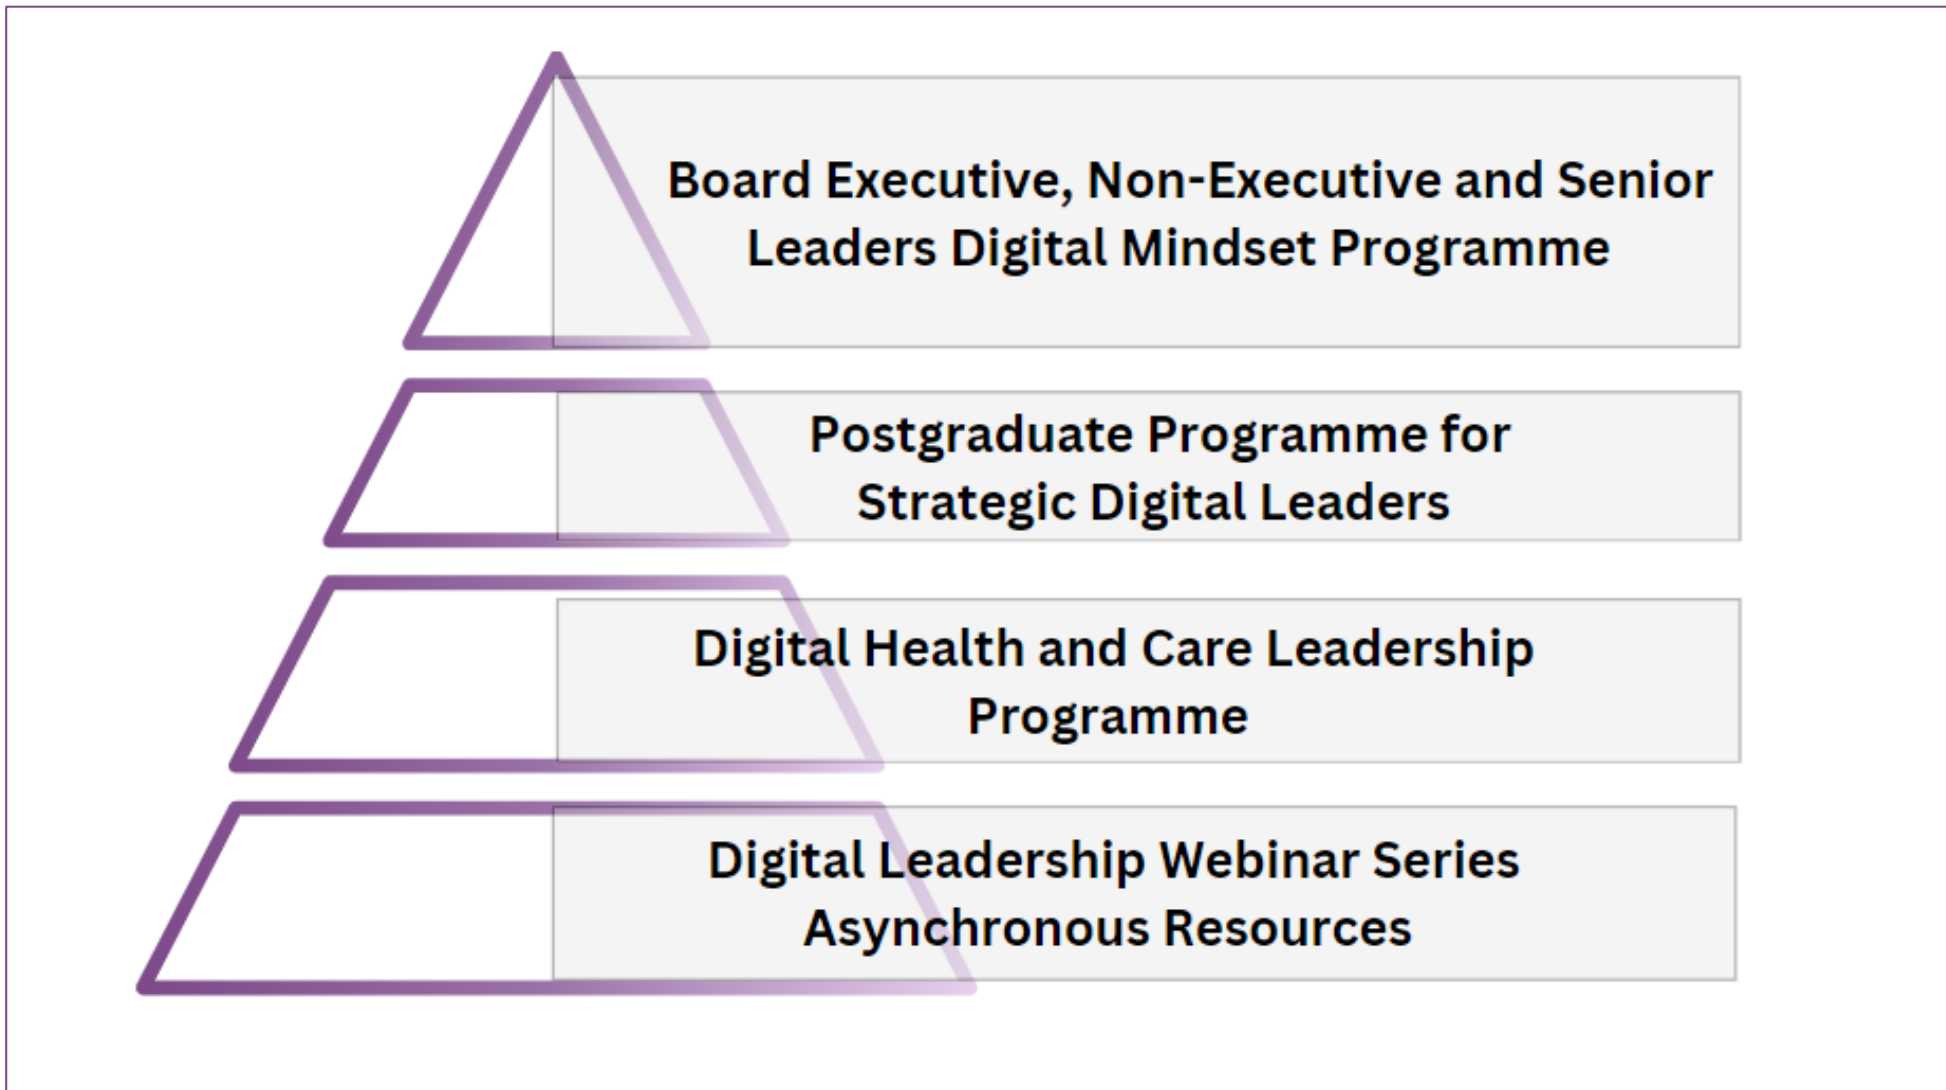 Board Executive, Non-Executive and Senior
Leaders Digital Mindset Programme
Postgraduate Programme for
Strategic Digital Leaders
Digital Health and Care Leadership
Programme
Digital Leadership Webinar Series
Asynchronous Resources